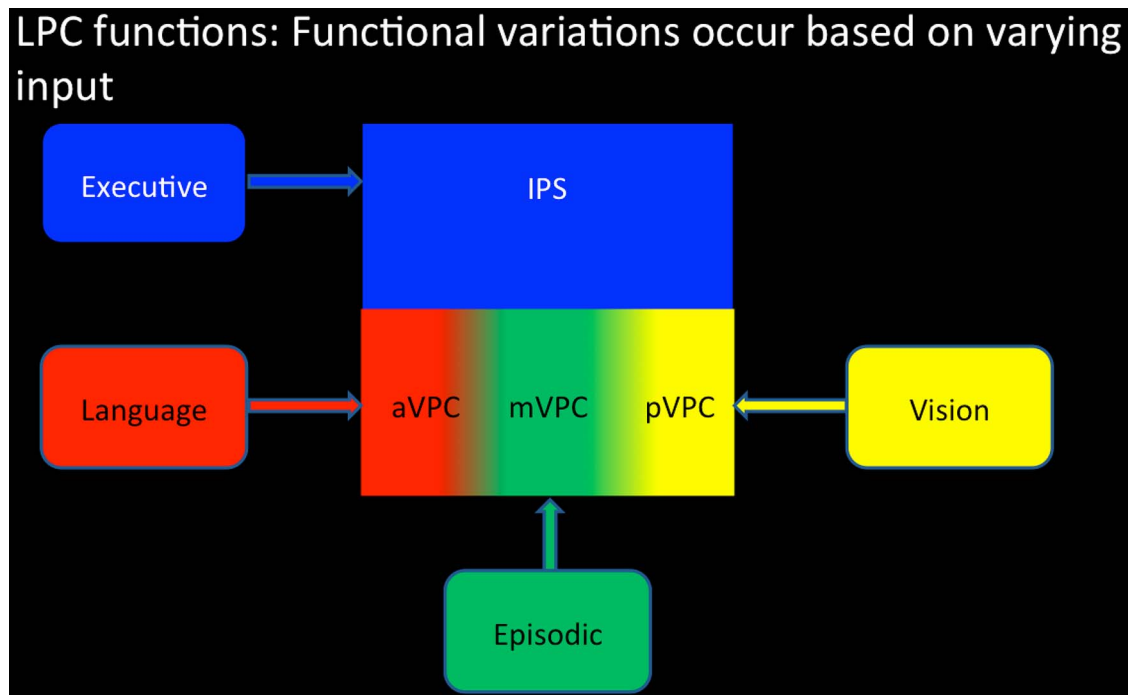 LPC functions: Functional variations occur based on varying
input
Executive
IPS
Language
aVPC
mVPC
pVPC
Vision
Episodic